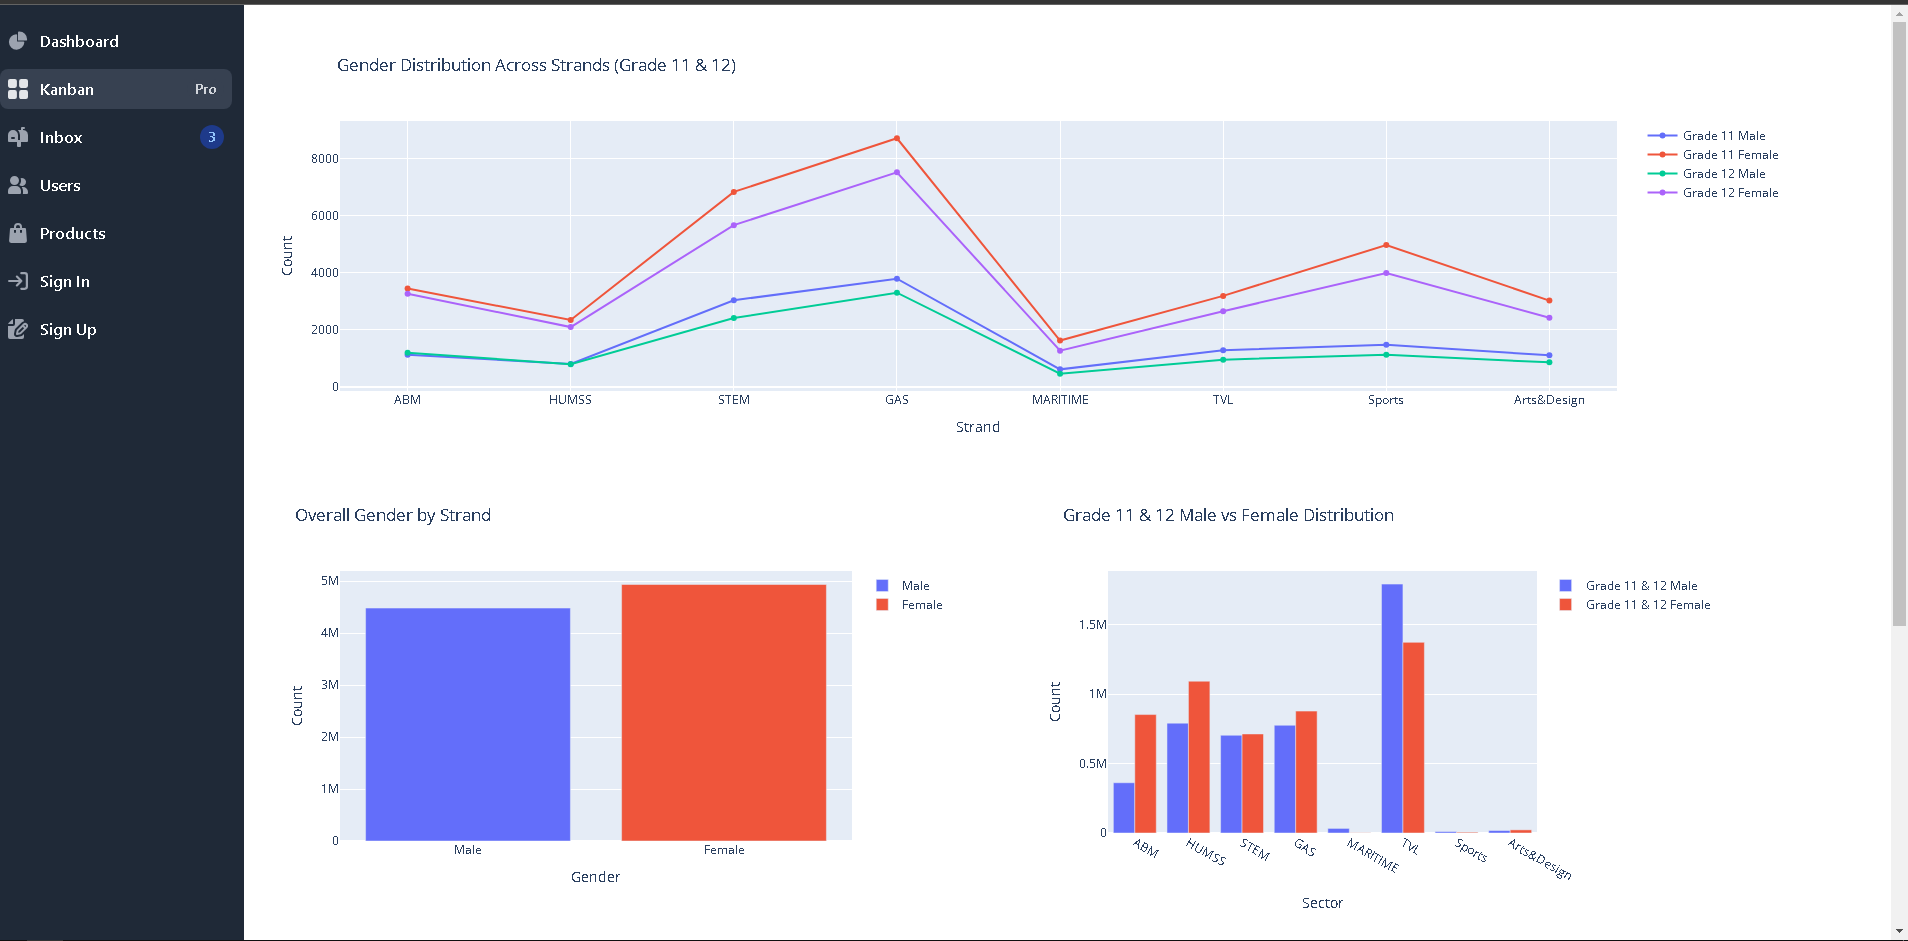 Dashboard
Kanban Pro
Inbox 3
Users
Products
Sign In
Sign Up
Gender Distribution Across Strands (Grade 11 & 12)
Count
8000
6000
4000
2000
0
ABM HUMSS STEM GAS MARITIME TVL Sports Arts&Design
Strand
Grade 11 Male
Grade 11 Female
Grade 12 Male
Grade 12 Female
Overall Gender by Strand
Count
5M
4M
3M
2M
1M
0
Male Female
Gender
Male
Female
Grade 11 & 12 Male vs Female Distribution
Count
1.5M
1M
0.5M
0
ABM HUMSS STEM GAS MARITIME TVL Sports Arts&Design
Sector
Grade 11 & 12 Male
Grade 11 & 12 Female